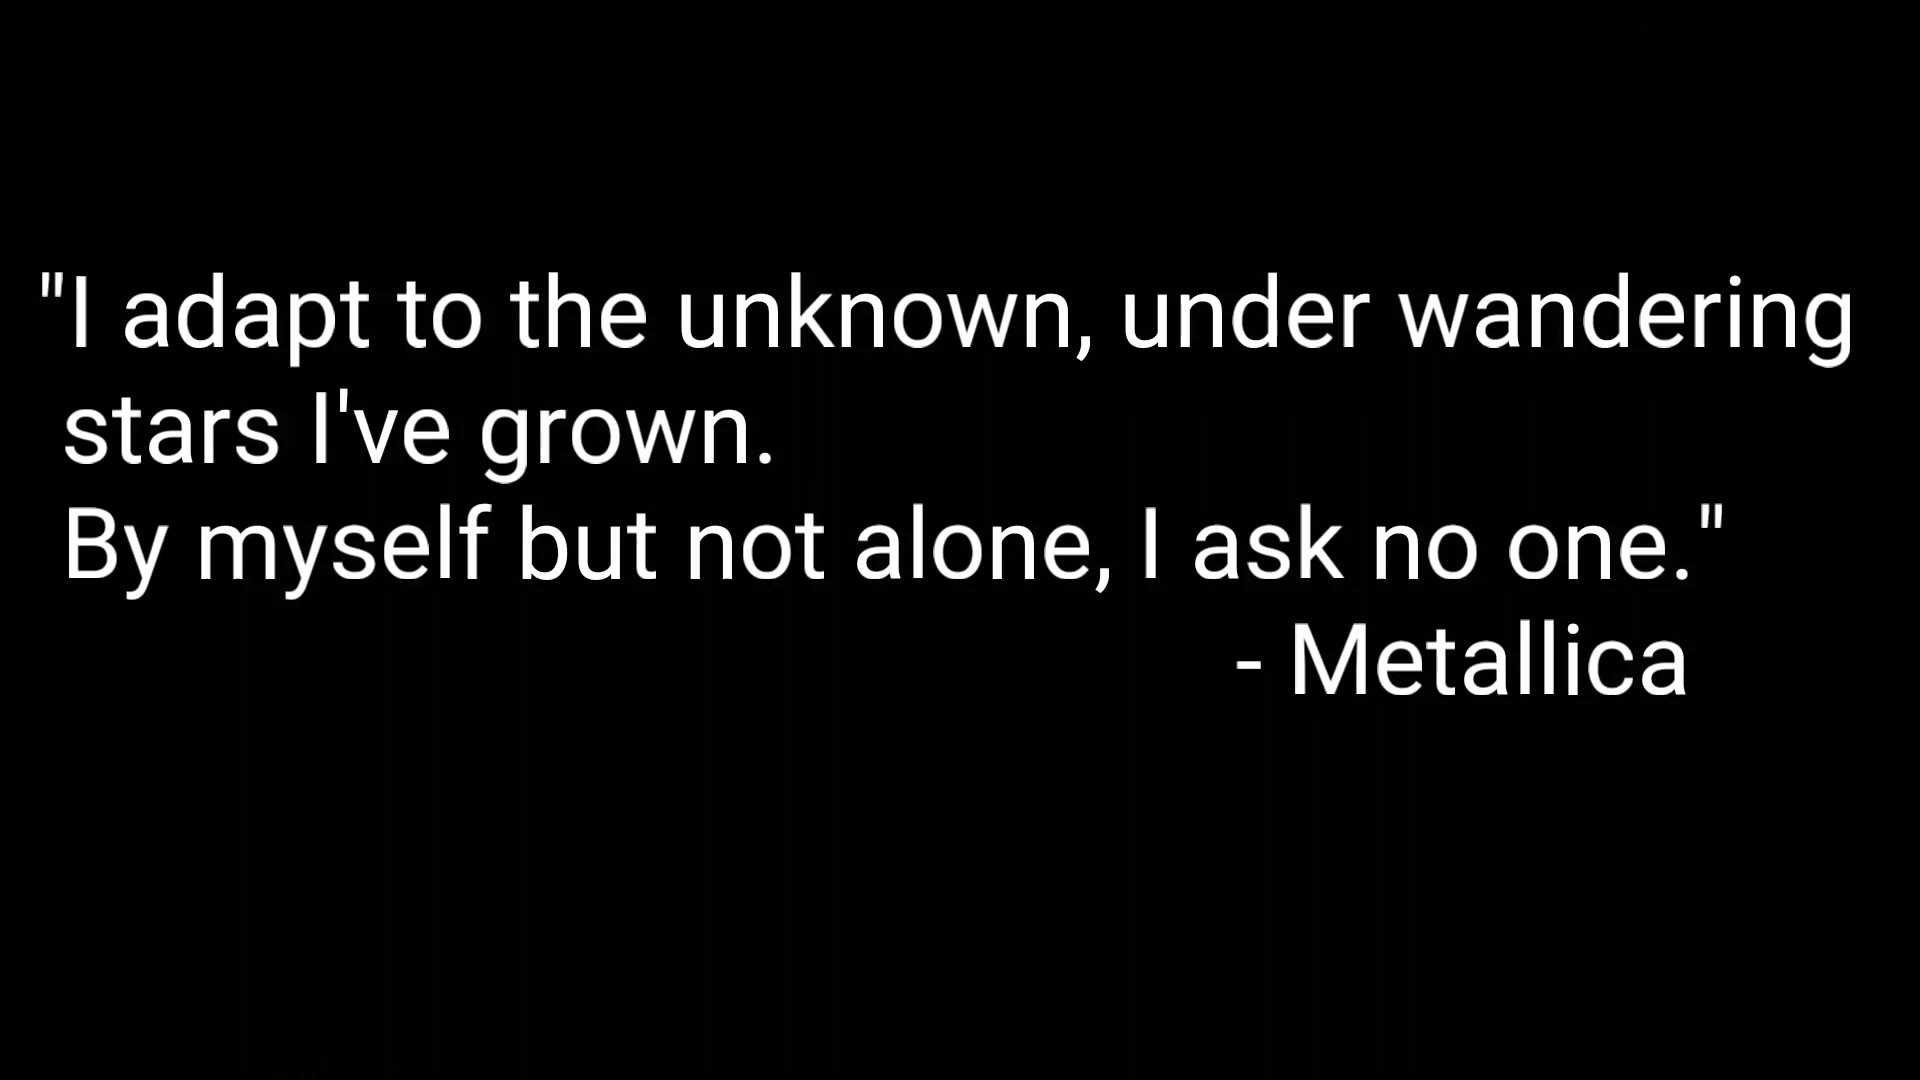 "I adapt to the unknown, under wandering
stars I've grown.
By myself but not alone, I ask no one."
- Metallica